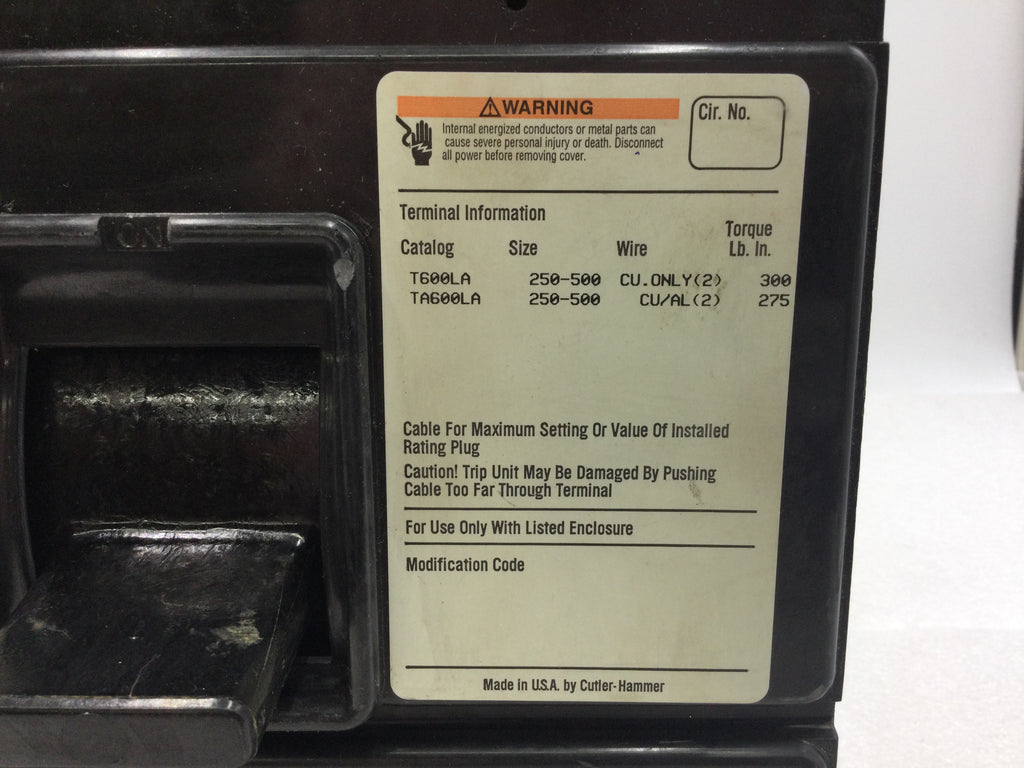 WARNING
Internal energized conductors or metal parts can
cause severe personal injury or death. Disconnect
all power before removing cover.
Cir. No.
Terminal Information
Catalog Size Wire Torque Lb. In.
T600LA 250-500 CU.ONLY(2) 300
TA600LA 250-500 CU/AL(2) 275
Cable For Maximum Setting Or Value Of Installed
Rating Plug
Caution! Trip Unit May Be Damaged By Pushing
Cable Too Far Through Terminal
For Use Only With Listed Enclosure
Modification Code
Made in U.S.A. by Cutler-Hammer
ON